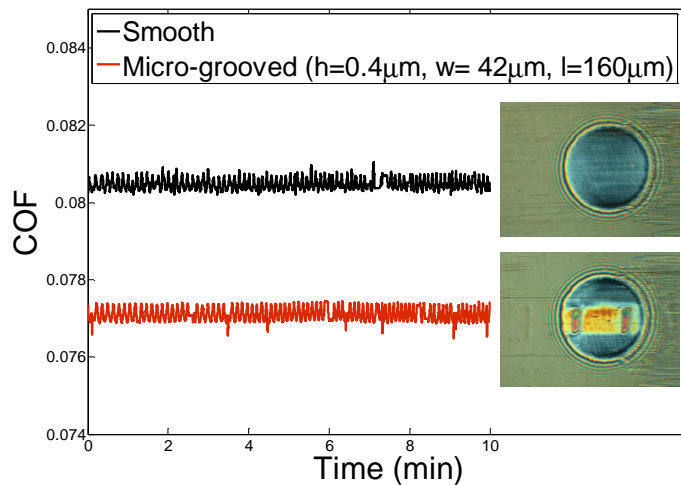 0.084
Smooth
Micro-grooved (h=0.4μm, w= 42μm, l=160μm)
0.082
0.08
COF
0.078
0.076
0.074
0 2 4 6 8 10
Time (min)